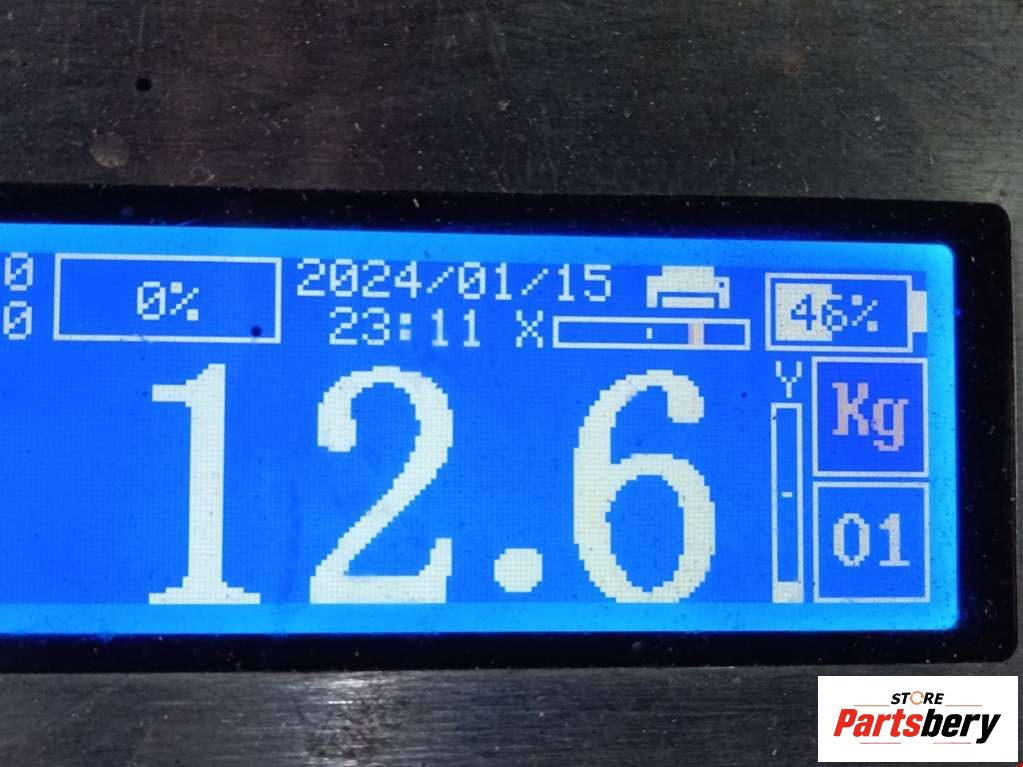 0
0
0%
2024/01/15
23:11 X
46%
12.6
Y
Kg
01
STORE
Partsbery